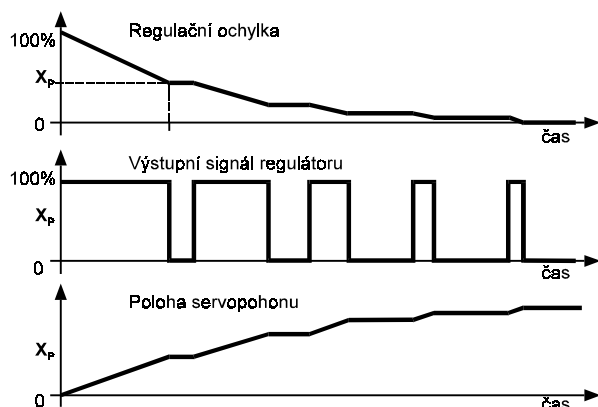 Regulační ochylka
100%
XP
0
čas
Výstupní signál regulátoru
100%
XP
0
čas
Poloha servopohonu
XP
0
čas